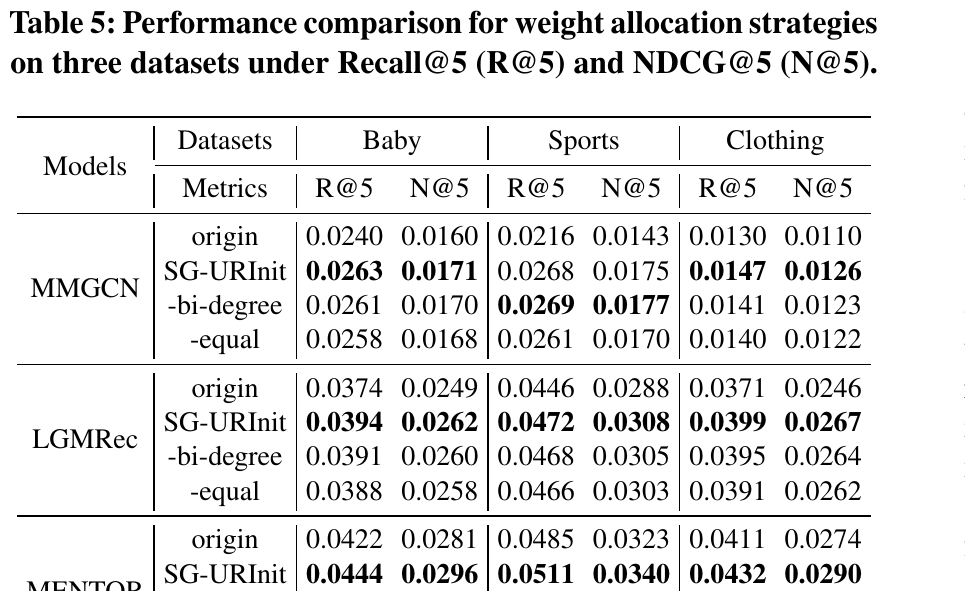 Table 5: Performance comparison for weight allocation strategies
on three datasets under Recall@5 (R@5) and NDCG@5 (N@5).
Models Datasets Baby Sports Clothing
Metrics R@5 N@5 R@5 N@5 R@5 N@5
MMGCN
origin 0.0240 0.0160 0.0216 0.0143 0.0130 0.0110
SG-URInit 0.0263 0.0171 0.0268 0.0175 0.0147 0.0126
-bi-degree 0.0261 0.0170 0.0269 0.0177 0.0141 0.0123
-equal 0.0258 0.0168 0.0261 0.0170 0.0140 0.0122
LGMRec
origin 0.0374 0.0249 0.0446 0.0288 0.0371 0.0246
SG-URInit 0.0394 0.0262 0.0472 0.0308 0.0399 0.0267
-bi-degree 0.0391 0.0260 0.0468 0.0305 0.0395 0.0264
-equal 0.0388 0.0258 0.0466 0.0303 0.0391 0.0262
MENTOR
origin 0.0422 0.0281 0.0485 0.0323 0.0411 0.0274
SG-URInit 0.0444 0.0296 0.0511 0.0340 0.0432 0.0290